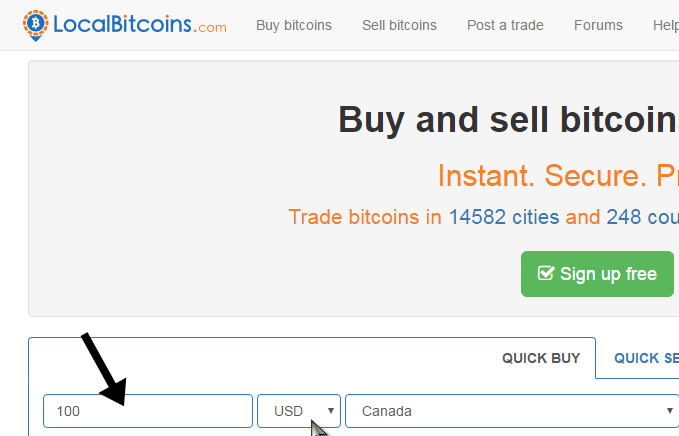 LocalBitcoins.com Buy bitcoins Sell bitcoins Post a trade Forums Help
Buy and sell bitcoin
Instant. Secure. P
Trade bitcoins in 14582 cities and 248 cou
Sign up free
QUICK BUY QUICK SE
100 USD Canada